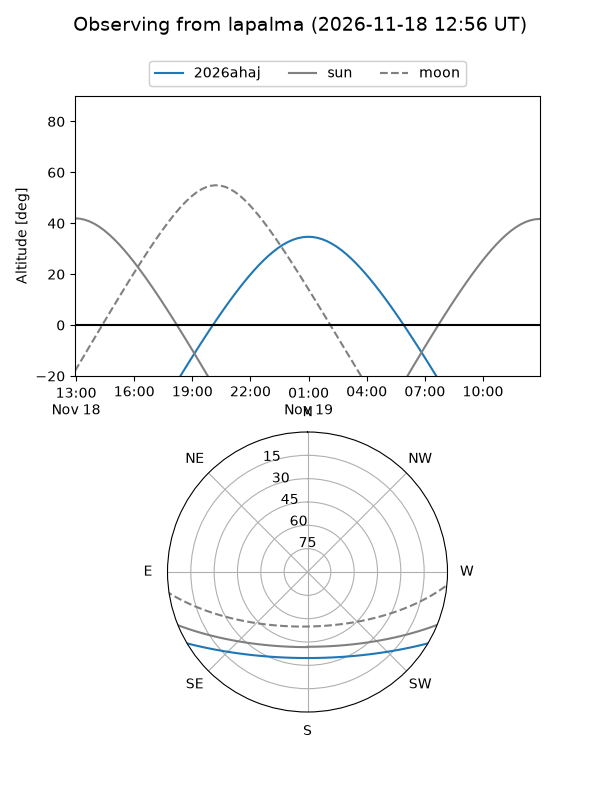 Observing from lapalma (2026-11-18 12:56 UT)
2026ahaj sun moon
Altitude [deg]
80
60
40
20
0
−20
13:00 16:00 19:00 22:00 01:00 04:00 07:00 10:00
Nov 18 Nov 19
N
NE NW
15
30
45
60
75
E W
SE SW
S